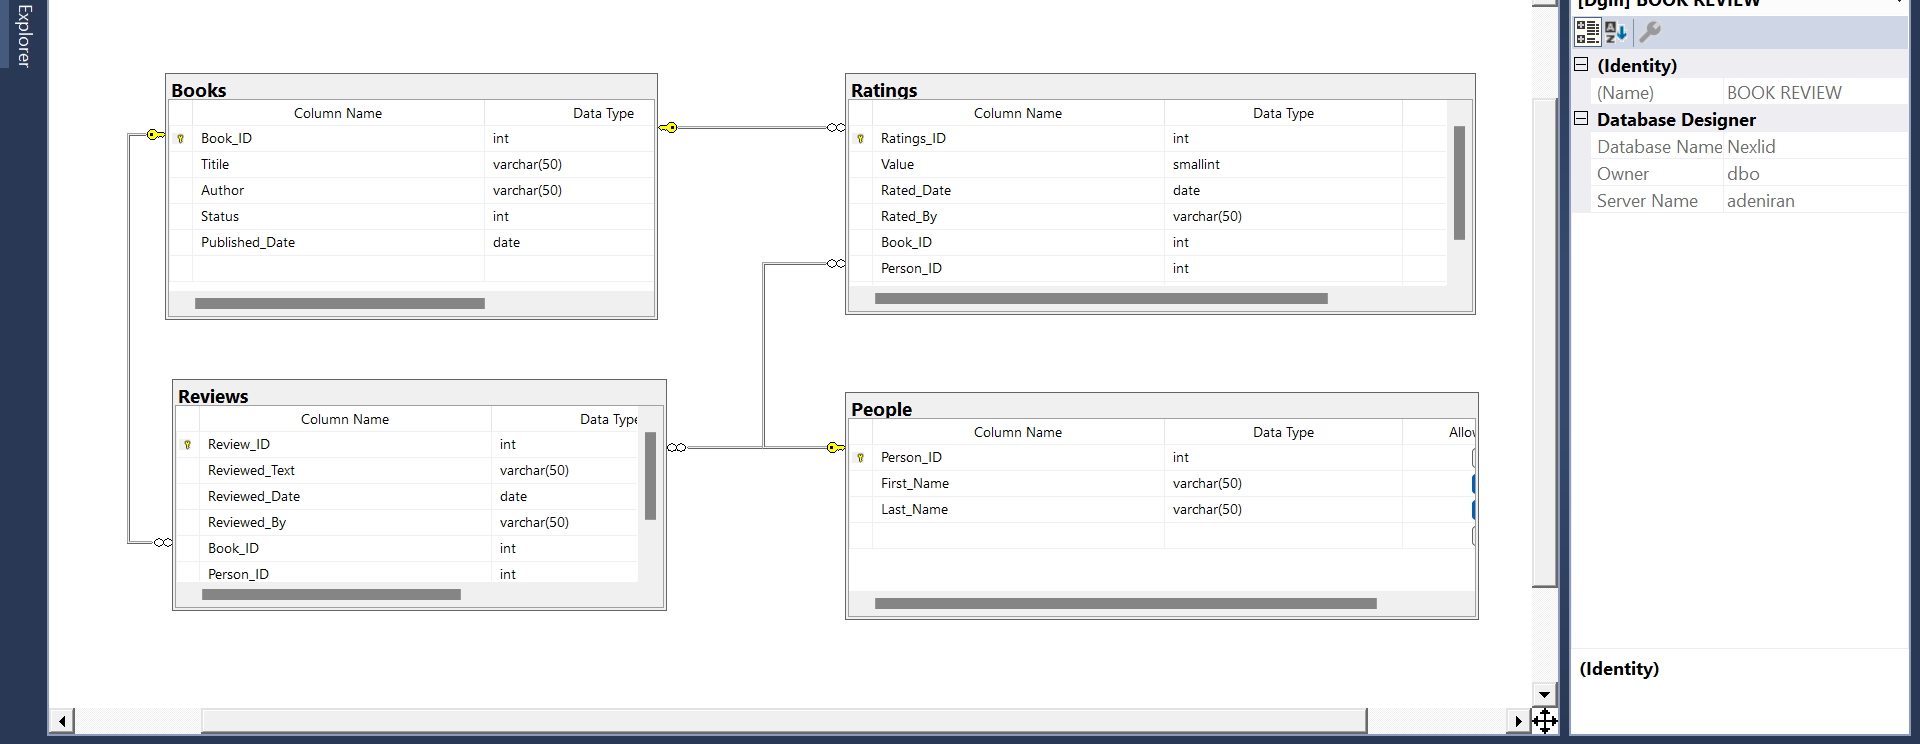 Explorer
Books
Column Name Data Type
Book_ID int
Titile varchar(50)
Author varchar(50)
Status int
Published_Date date
Ratings
Column Name Data Type
Ratings_ID int
Value smallint
Rated_Date date
Rated_By varchar(50)
Book_ID int
Person_ID int
Reviews
Column Name Data Type
Review_ID int
Reviewed_Text varchar(50)
Reviewed_Date date
Reviewed_By varchar(50)
Book_ID int
Person_ID int
People
Column Name Data Type Allow
Person_ID int
First_Name varchar(50)
Last_Name varchar(50)
[Dgm] BOOK REVIEW
(Identity)
(Name) BOOK REVIEW
Database Designer
Database Name Nexlid
Owner dbo
Server Name adeniran
(Identity)